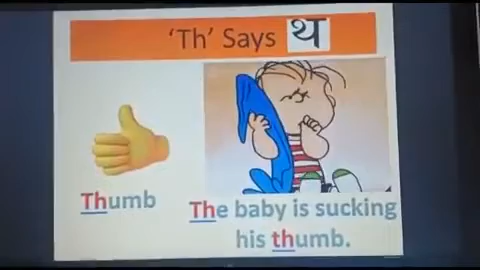 'Th' Says थ
Thumb
The baby is sucking
his thumb.